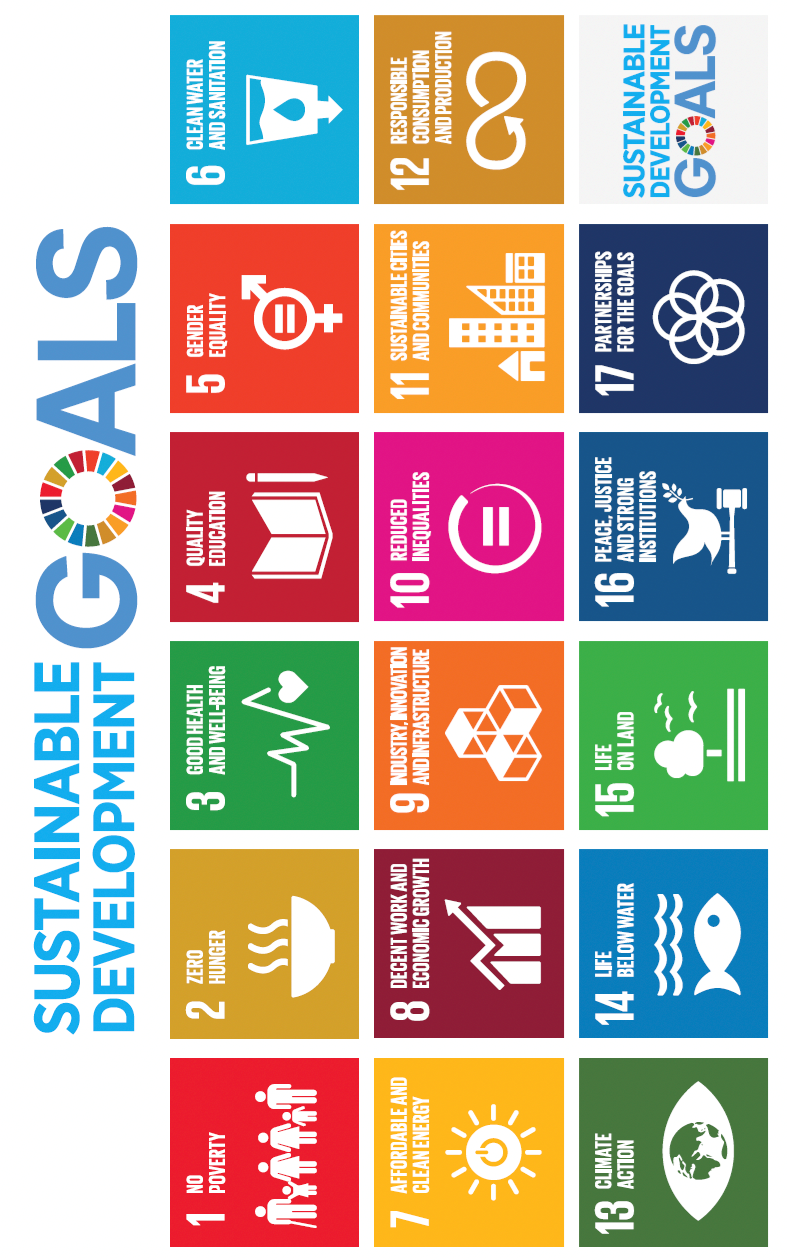 SUSTAINABLE
DEVELOPMENT
GOALS
1 NO
POVERTY
2 ZERO
HUNGER
3 GOOD HEALTH
AND WELL-BEING
4 QUALITY
EDUCATION
5 GENDER
EQUALITY
6 CLEAN WATER
AND SANITATION
7 AFFORDABLE AND
CLEAN ENERGY
8 DECENT WORK AND
ECONOMIC GROWTH
9 INDUSTRY, INNOVATION
AND INFRASTRUCTURE
10 REDUCED
INEQUALITIES
11 SUSTAINABLE CITIES
AND COMMUNITIES
12 RESPONSIBLE
CONSUMPTION
AND PRODUCTION
13 CLIMATE
ACTION
14 LIFE
BELOW WATER
15 LIFE
ON LAND
16 PEACE, JUSTICE
AND STRONG
INSTITUTIONS
17 PARTNERSHIPS
FOR THE GOALS
SUSTAINABLE
DEVELOPMENT
GOALS